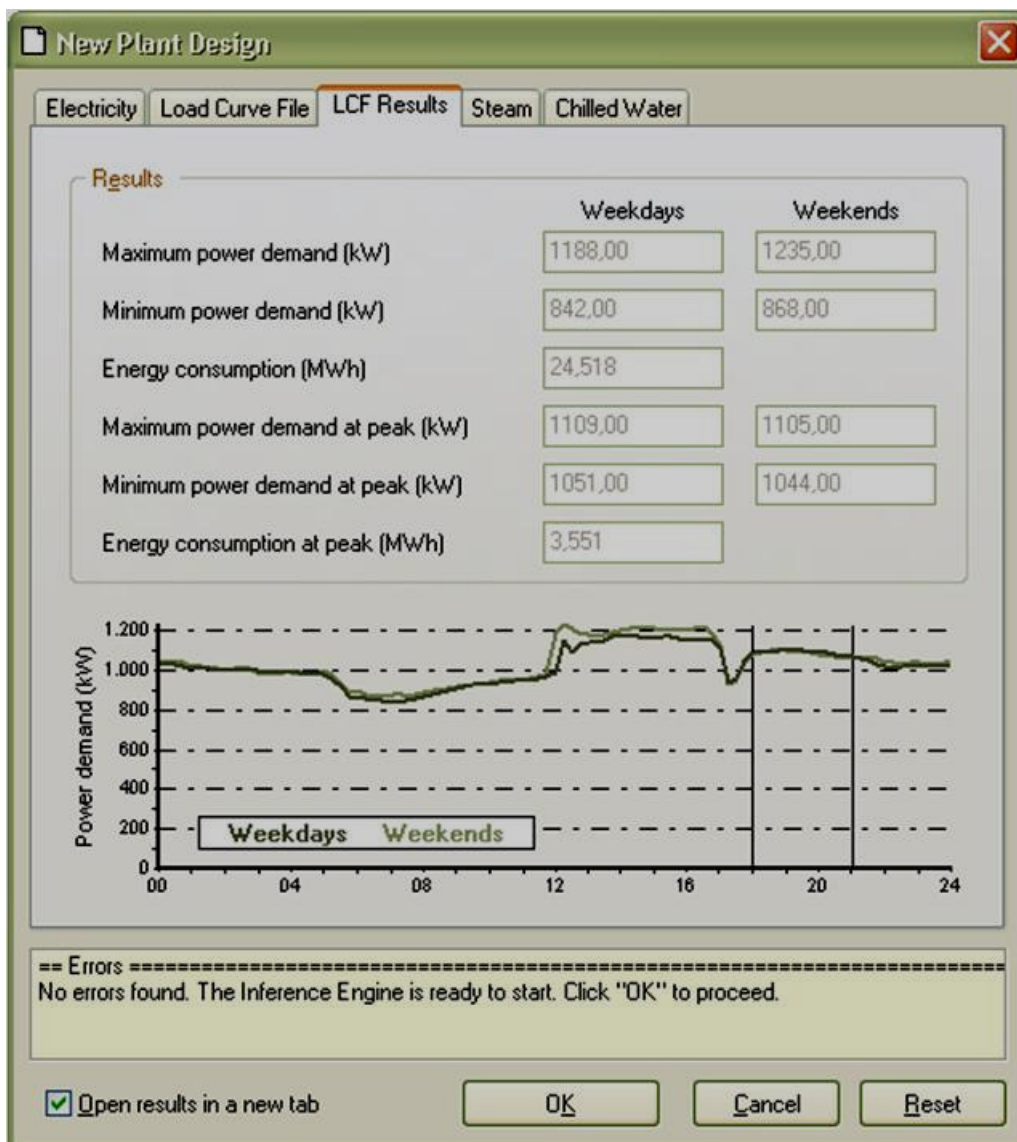 New Plant Design
Electricity Load Curve File LCF Results Steam Chilled Water
Results
Weekdays Weekends
Maximum power demand (kW) 1188,00 1235,00
Minimum power demand (kW) 842,00 868,00
Energy consumption (MWh) 24,518
Maximum power demand at peak (kW) 1109,00 1105,00
Minimum power demand at peak (kW) 1051,00 1044,00
Energy consumption at peak (MWh) 3,551
Power demand (kW)
1.200
1.000
800
600
400
200
0
Weekdays Weekends
00 04 08 12 16 20 24
== Errors ==========================================================================
No errors found. The Inference Engine is ready to start. Click "OK" to proceed.
Open results in a new tab OK Cancel Reset